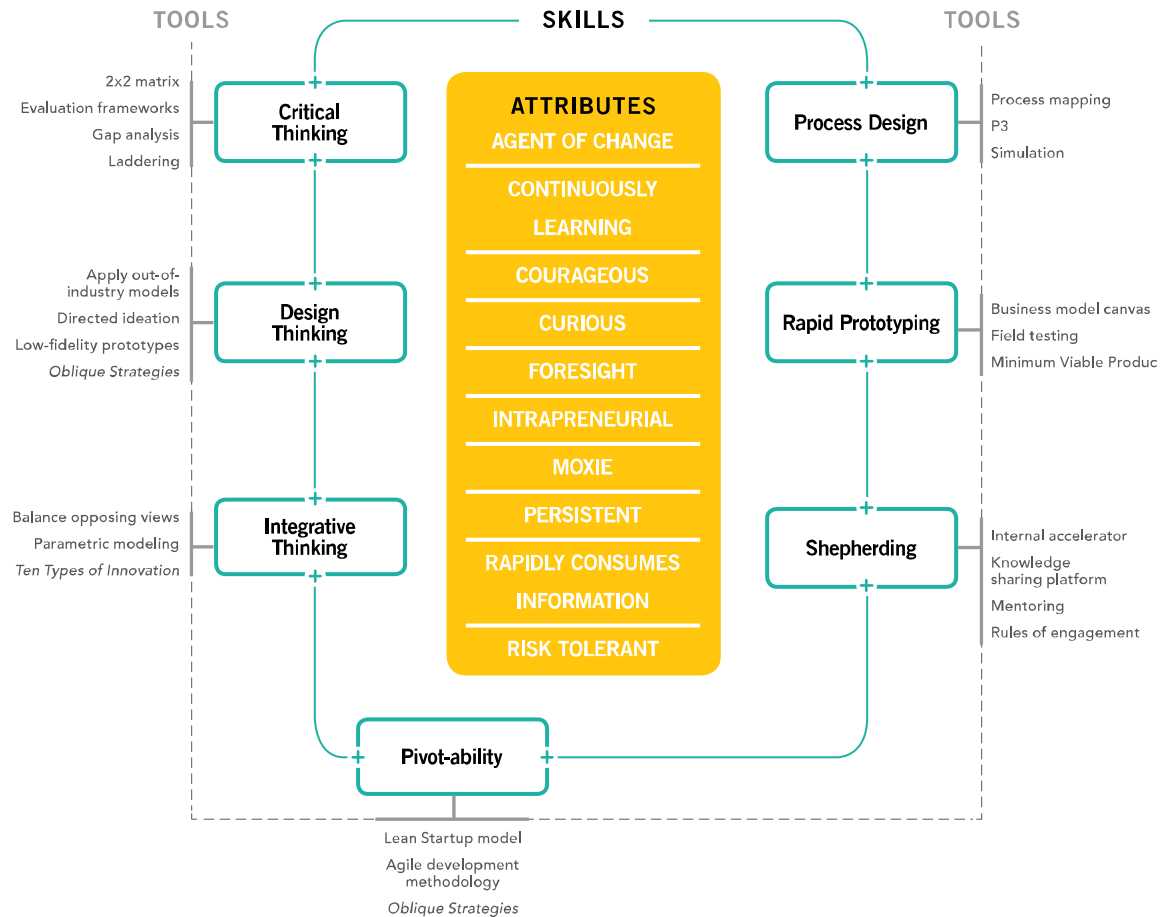 TOOLS
SKILLS
TOOLS
2x2 matrix
Evaluation frameworks
Gap analysis
Laddering
Critical
Thinking
Apply out-of-
industry models
Directed ideation
Low-fidelity prototypes
Oblique Strategies
Design
Thinking
Balance opposing views
Parametric modeling
Ten Types of Innovation
Integrative
Thinking
ATTRIBUTES
AGENT OF CHANGE
CONTINUOUSLY
LEARNING
COURAGEOUS
CURIOUS
FORESIGHT
INTRAPRENEURIAL
MOXIE
PERSISTENT
RAPIDLY CONSUMES
INFORMATION
RISK TOLERANT
Process Design
Process mapping
P3
Simulation
Rapid Prototyping
Business model canvas
Field testing
Minimum Viable Produc
Shepherding
Internal accelerator
Knowledge
sharing platform
Mentoring
Rules of engagement
Pivot-ability
Lean Startup model
Agile development
methodology
Oblique Strategies